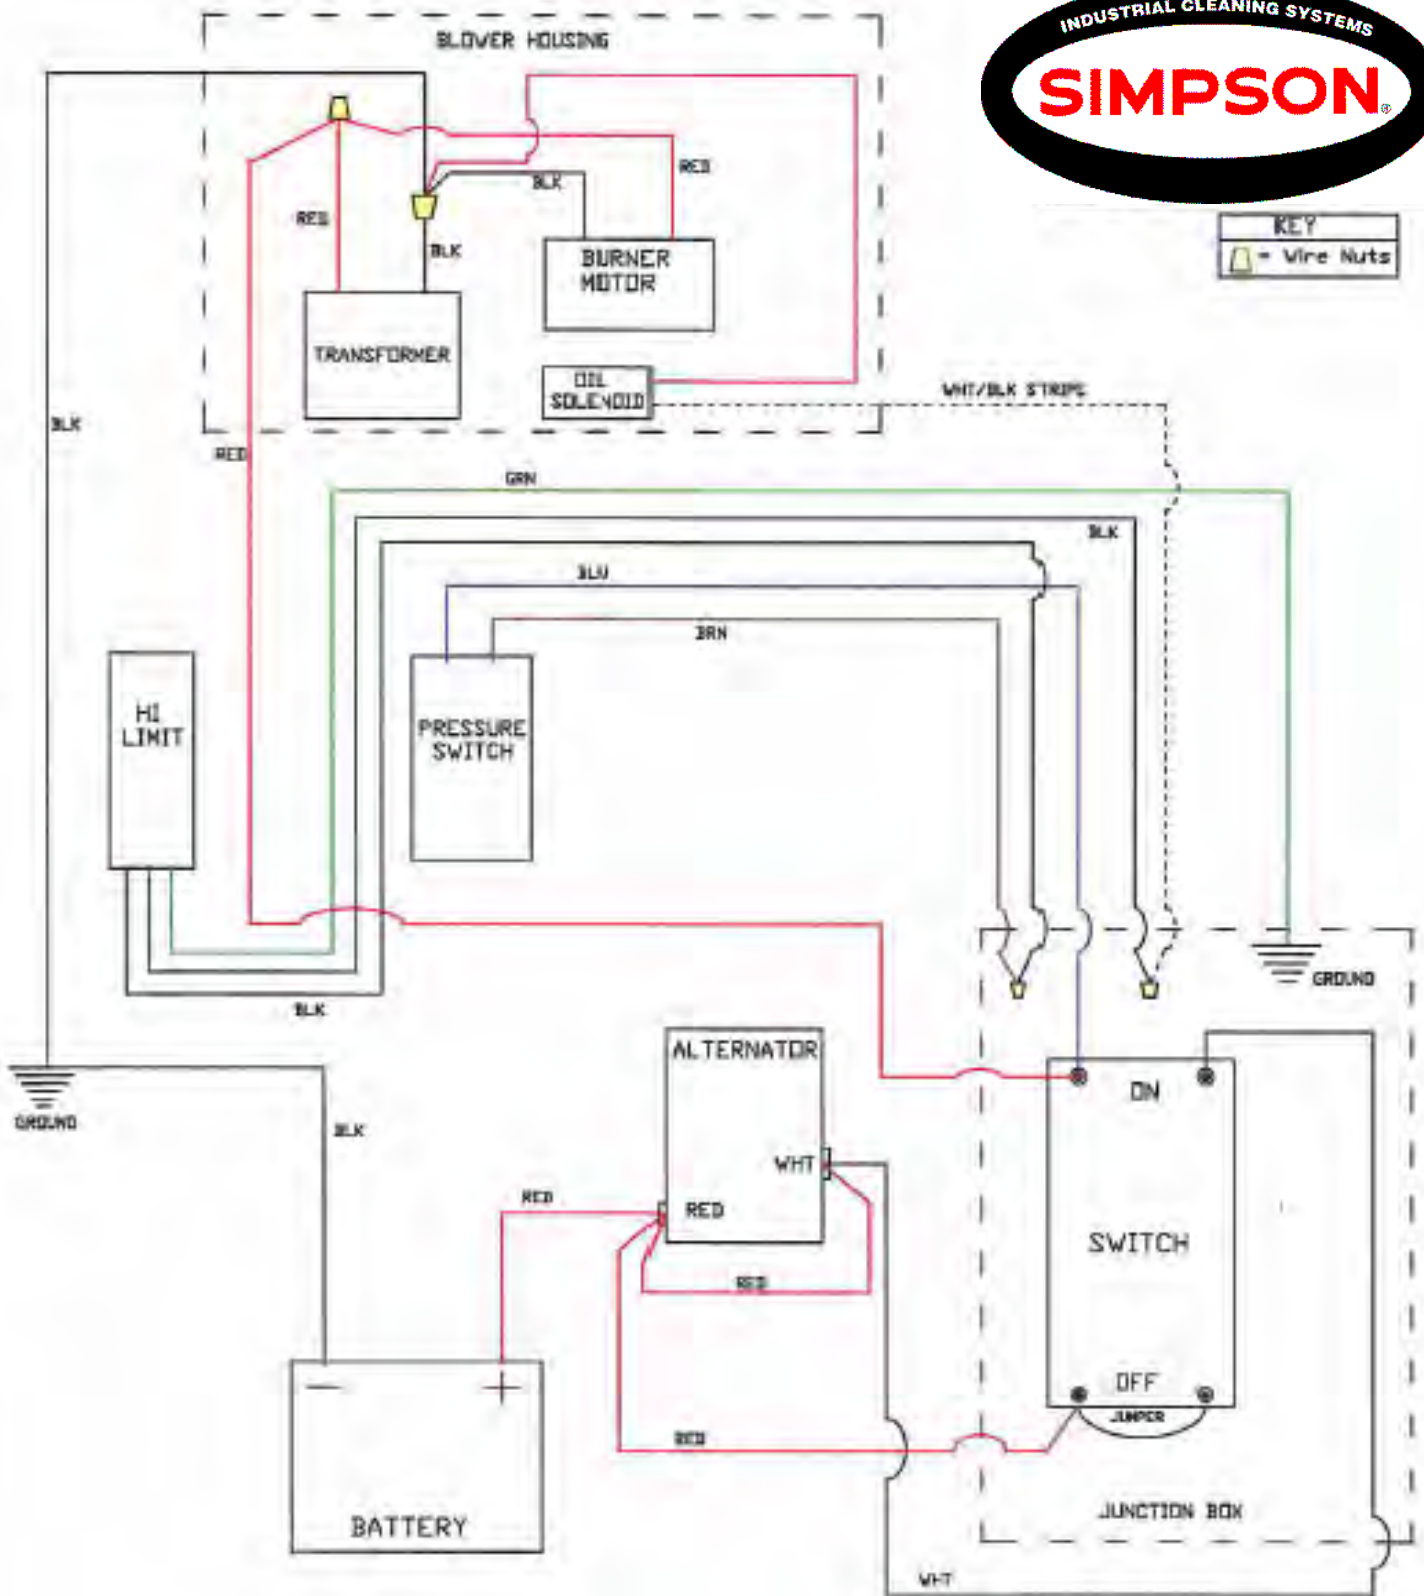 INDUSTRIAL CLEANING SYSTEMS
SIMPSON®
BLOWER HOUSING
RED
BLK
RED
BLK
KEY
= Wire Nuts
BURNER
MOTOR
TRANSFORMER
OIL
SOLENOID
WHT/BLK STRIPE
BLK
RED
GRN
BLK
BLU
BRN
HI
LIMIT
PRESSURE
SWITCH
GROUND
BLK
ALTERNATOR
ON
GROUND
BLK
WHT
RED
RED
SWITCH
RED
OFF
JUMPER
RED
JUNCTION BOX
BATTERY
WHT